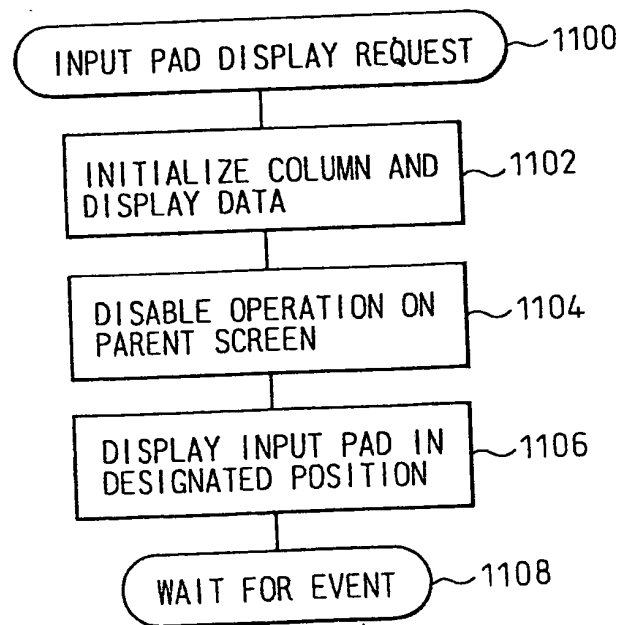 INPUT PAD DISPLAY REQUEST
1100
INITIALIZE COLUMN AND
DISPLAY DATA
1102
DISABLE OPERATION ON
PARENT SCREEN
1104
DISPLAY INPUT PAD IN
DESIGNATED POSITION
1106
WAIT FOR EVENT
1108